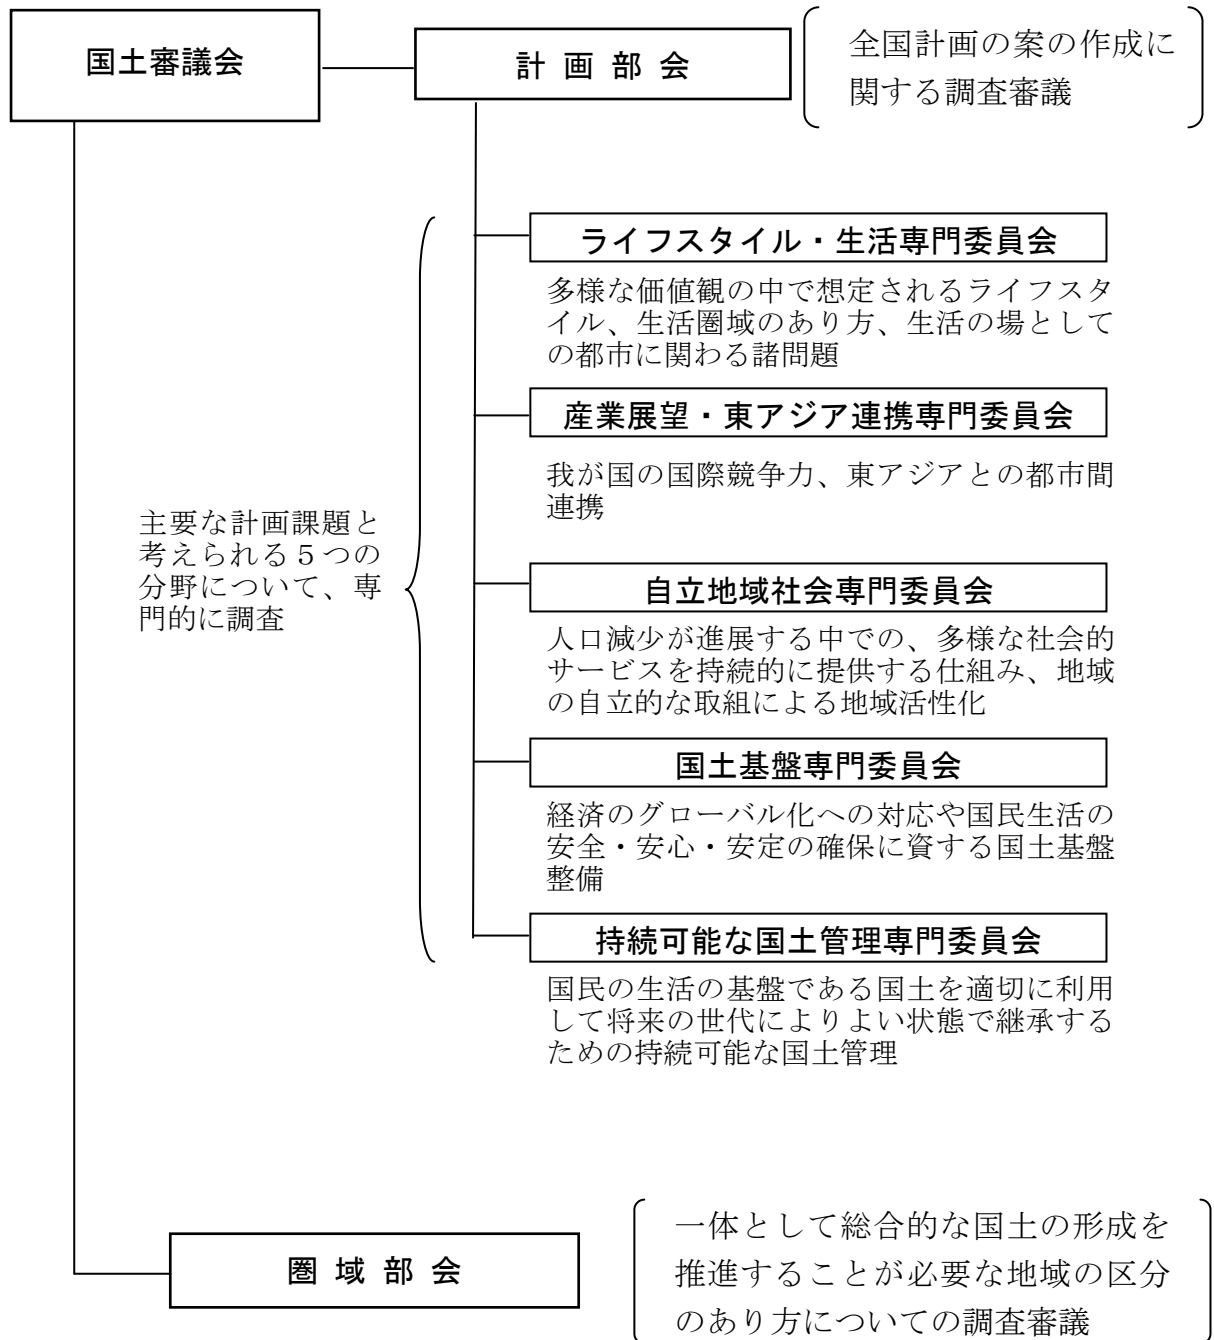 国土審議会
計画部会
全国計画の案の作成に
関する調査審議
ライフスタイル・生活専門委員会
多様な価値観の中で想定されるライフスタ
イル、生活圏域のあり方、生活の場として
の都市に関わる諸問題
産業展望・東アジア連携専門委員会
我が国の国際競争力、東アジアとの都市間
連携
主要な計画課題と
考えられる５つの
分野について、専
門的に調査
自立地域社会専門委員会
人口減少が進展する中での、多様な社会的
サービスを持続的に提供する仕組み、地域
の自立的な取組による地域活性化
国土基盤専門委員会
経済のグローバル化への対応や国民生活の
安全・安心・安定の確保に資する国土基盤
整備
持続可能な国土管理専門委員会
国民の生活の基盤である国土を適切に利用
して将来の世代によりよい状態で継承する
ための持続可能な国土管理
圏域部会
一体として総合的な国土の形成を
推進することが必要な地域の区分
のあり方についての調査審議